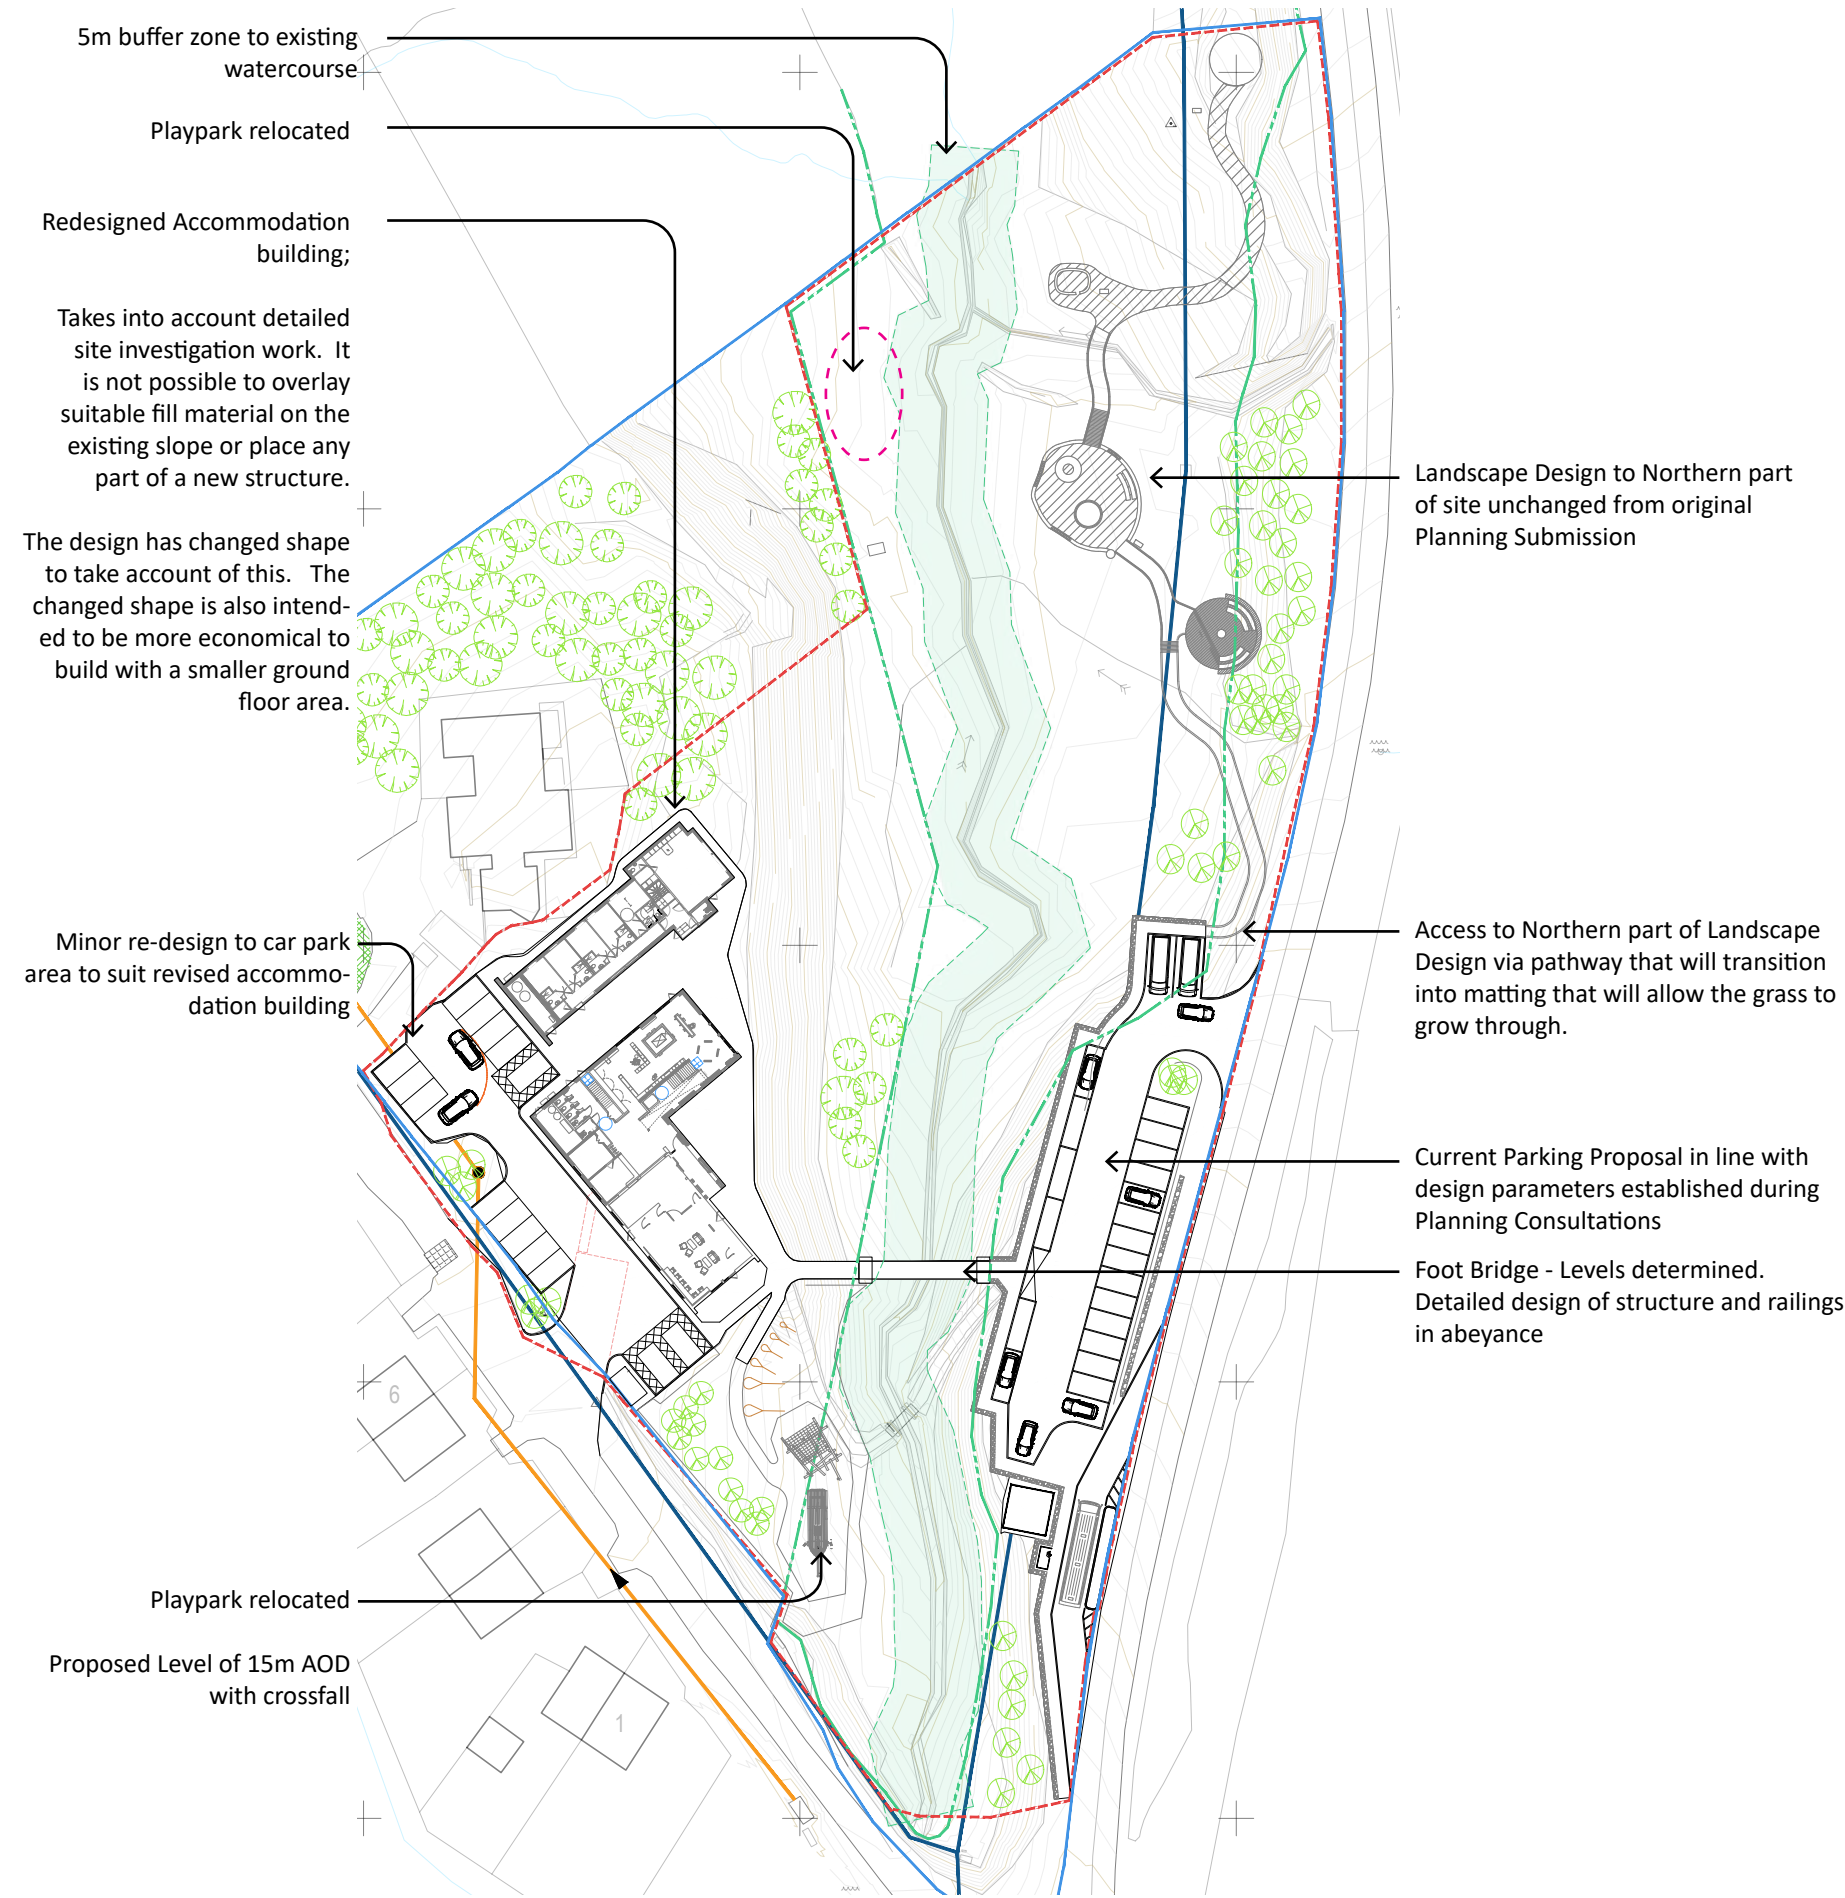 5m buffer zone to existing
watercourse
Playpark relocated
Redesigned Accommodation
building;
Takes into account detailed
site investigation work. It
is not possible to overlay
suitable fill material on the
existing slope or place any
part of a new structure.
The design has changed shape
to take account of this. The
changed shape is also intend-
ed to be more economical to
build with a smaller ground
floor area.
Minor re-design to car park
area to suit revised accommo-
dation building
Playpark relocated
Proposed Level of 15m AOD
with crossfall
6
1
Landscape Design to Northern part
of site unchanged from original
Planning Submission
Access to Northern part of Landscape
Design via pathway that will transition
into matting that will allow the grass to
grow through.
Current Parking Proposal in line with
design parameters established during
Planning Consultations
Foot Bridge - Levels determined.
Detailed design of structure and railings
in abeyance